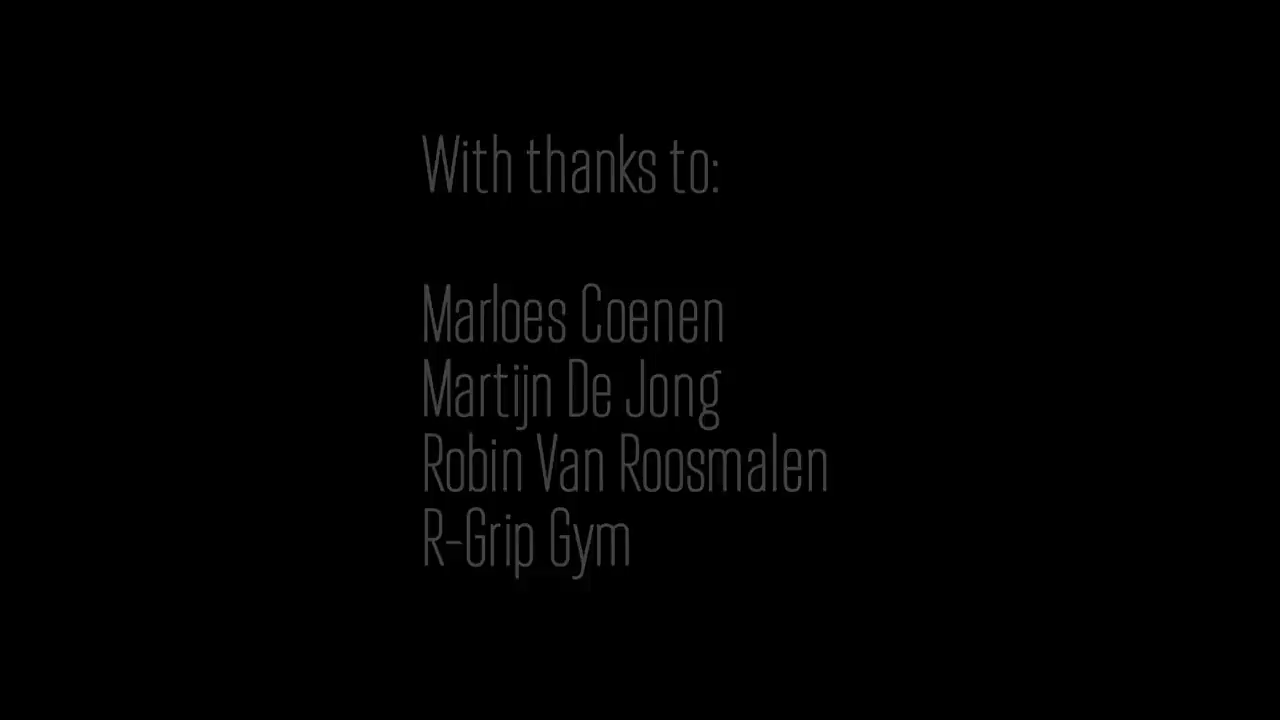 With thanks to:
Marloes Coenen
Martijn De Jong
Robin Van Roosmalen
R-Grip Gym